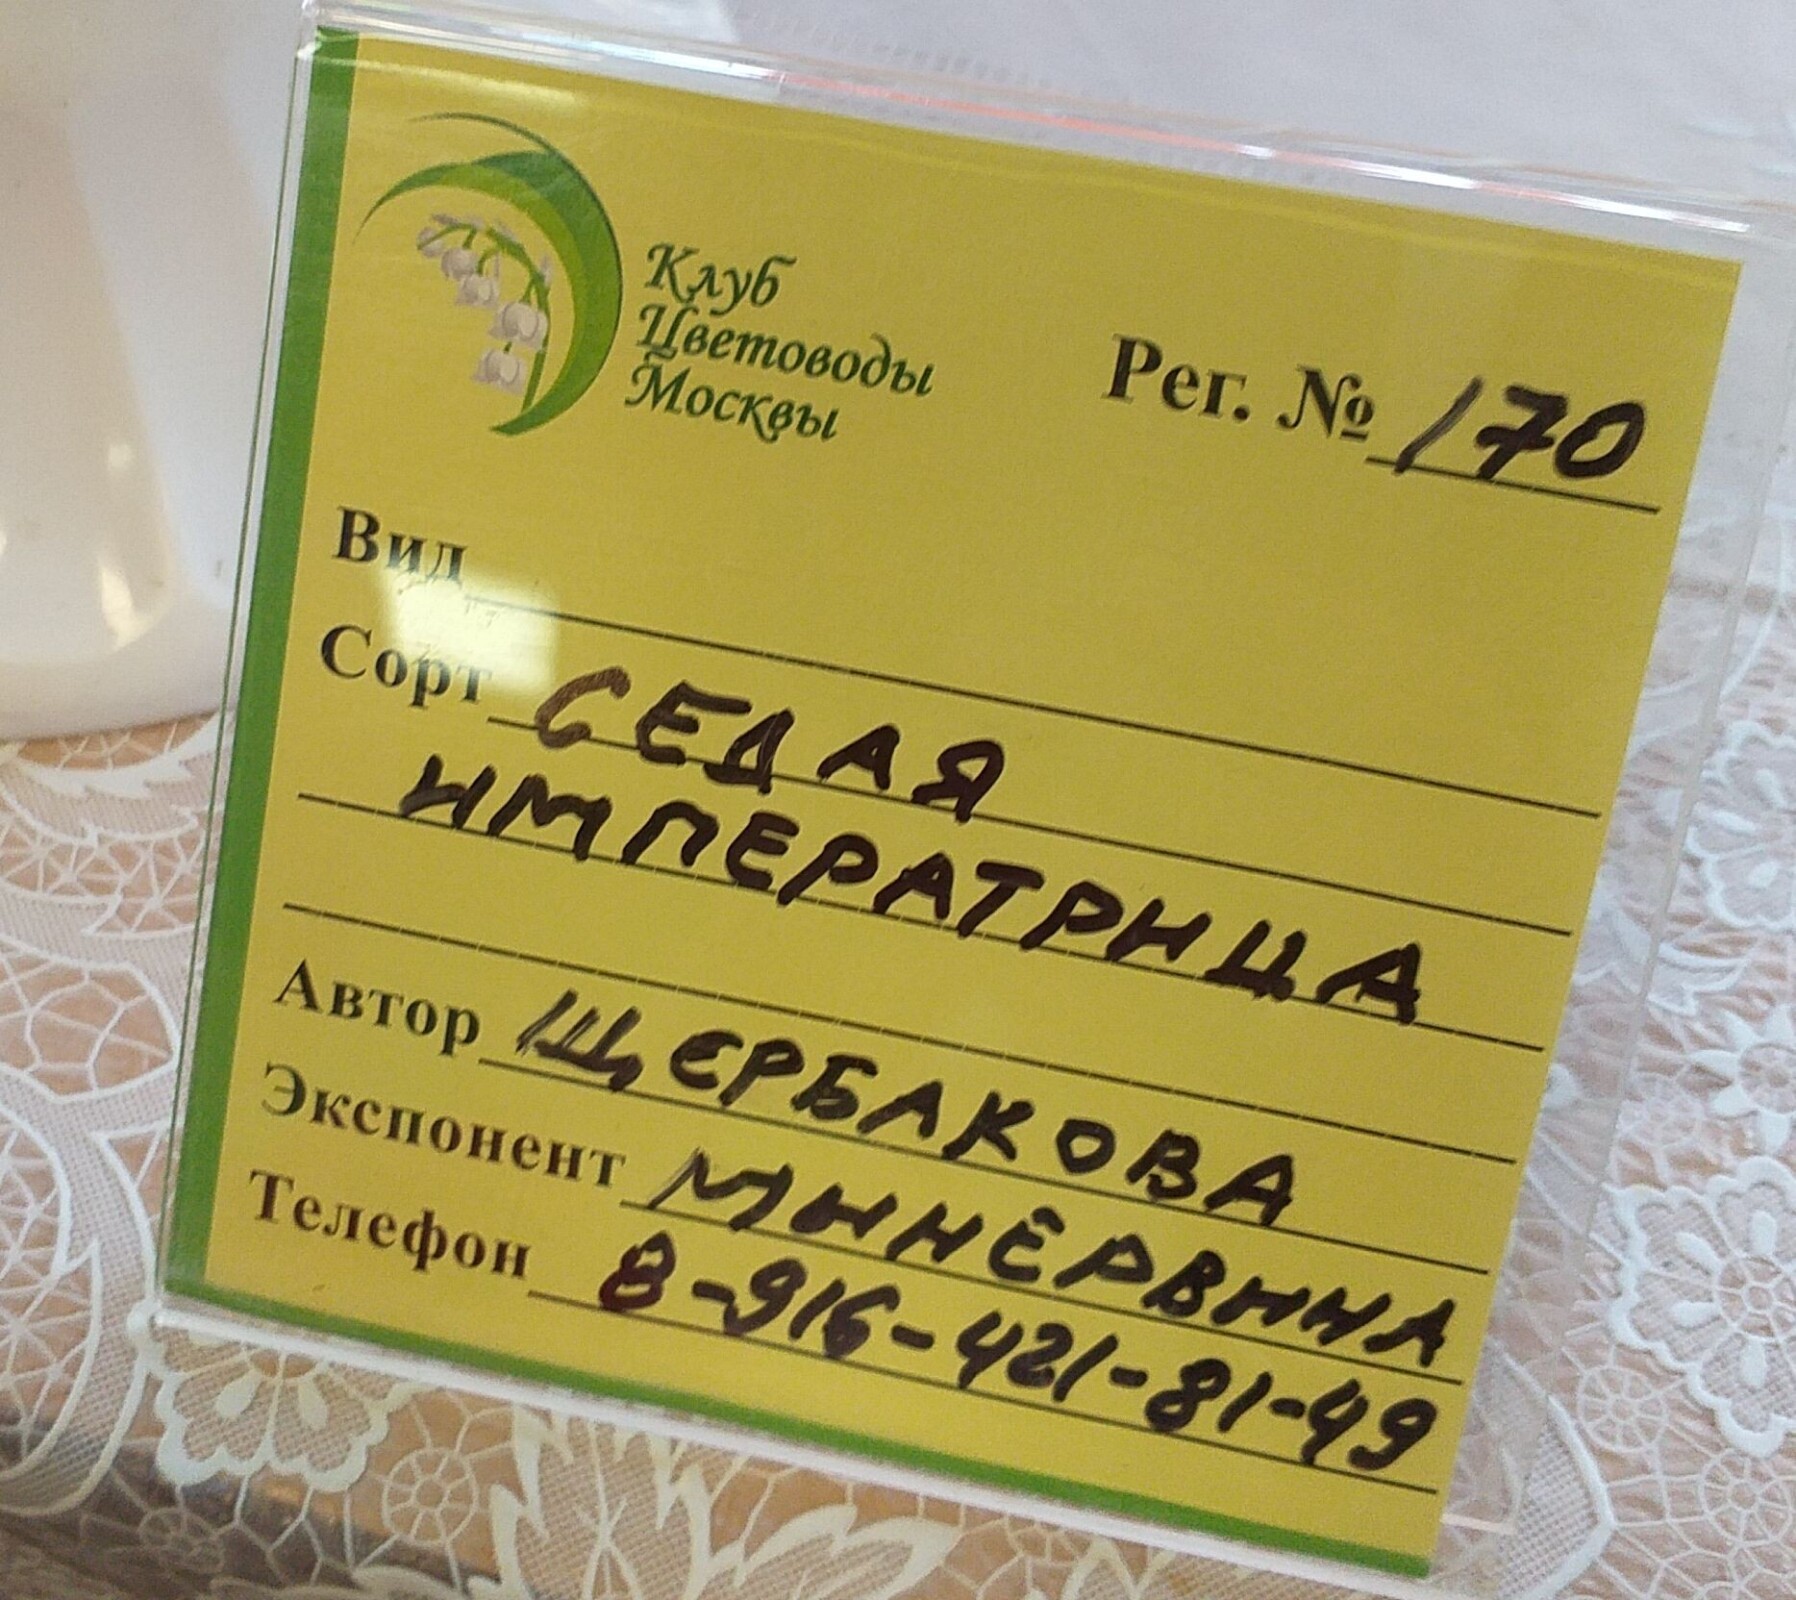 Клуб
Цветоводы
Москвы
Рег. № 170
Вид
Сорт СЕДАЯ
ИМПЕРАТРИЦА
Автор ЩЕРБАКОВА
Экспонент МИНЁРВИНА
Телефон 8-916-421-81-49